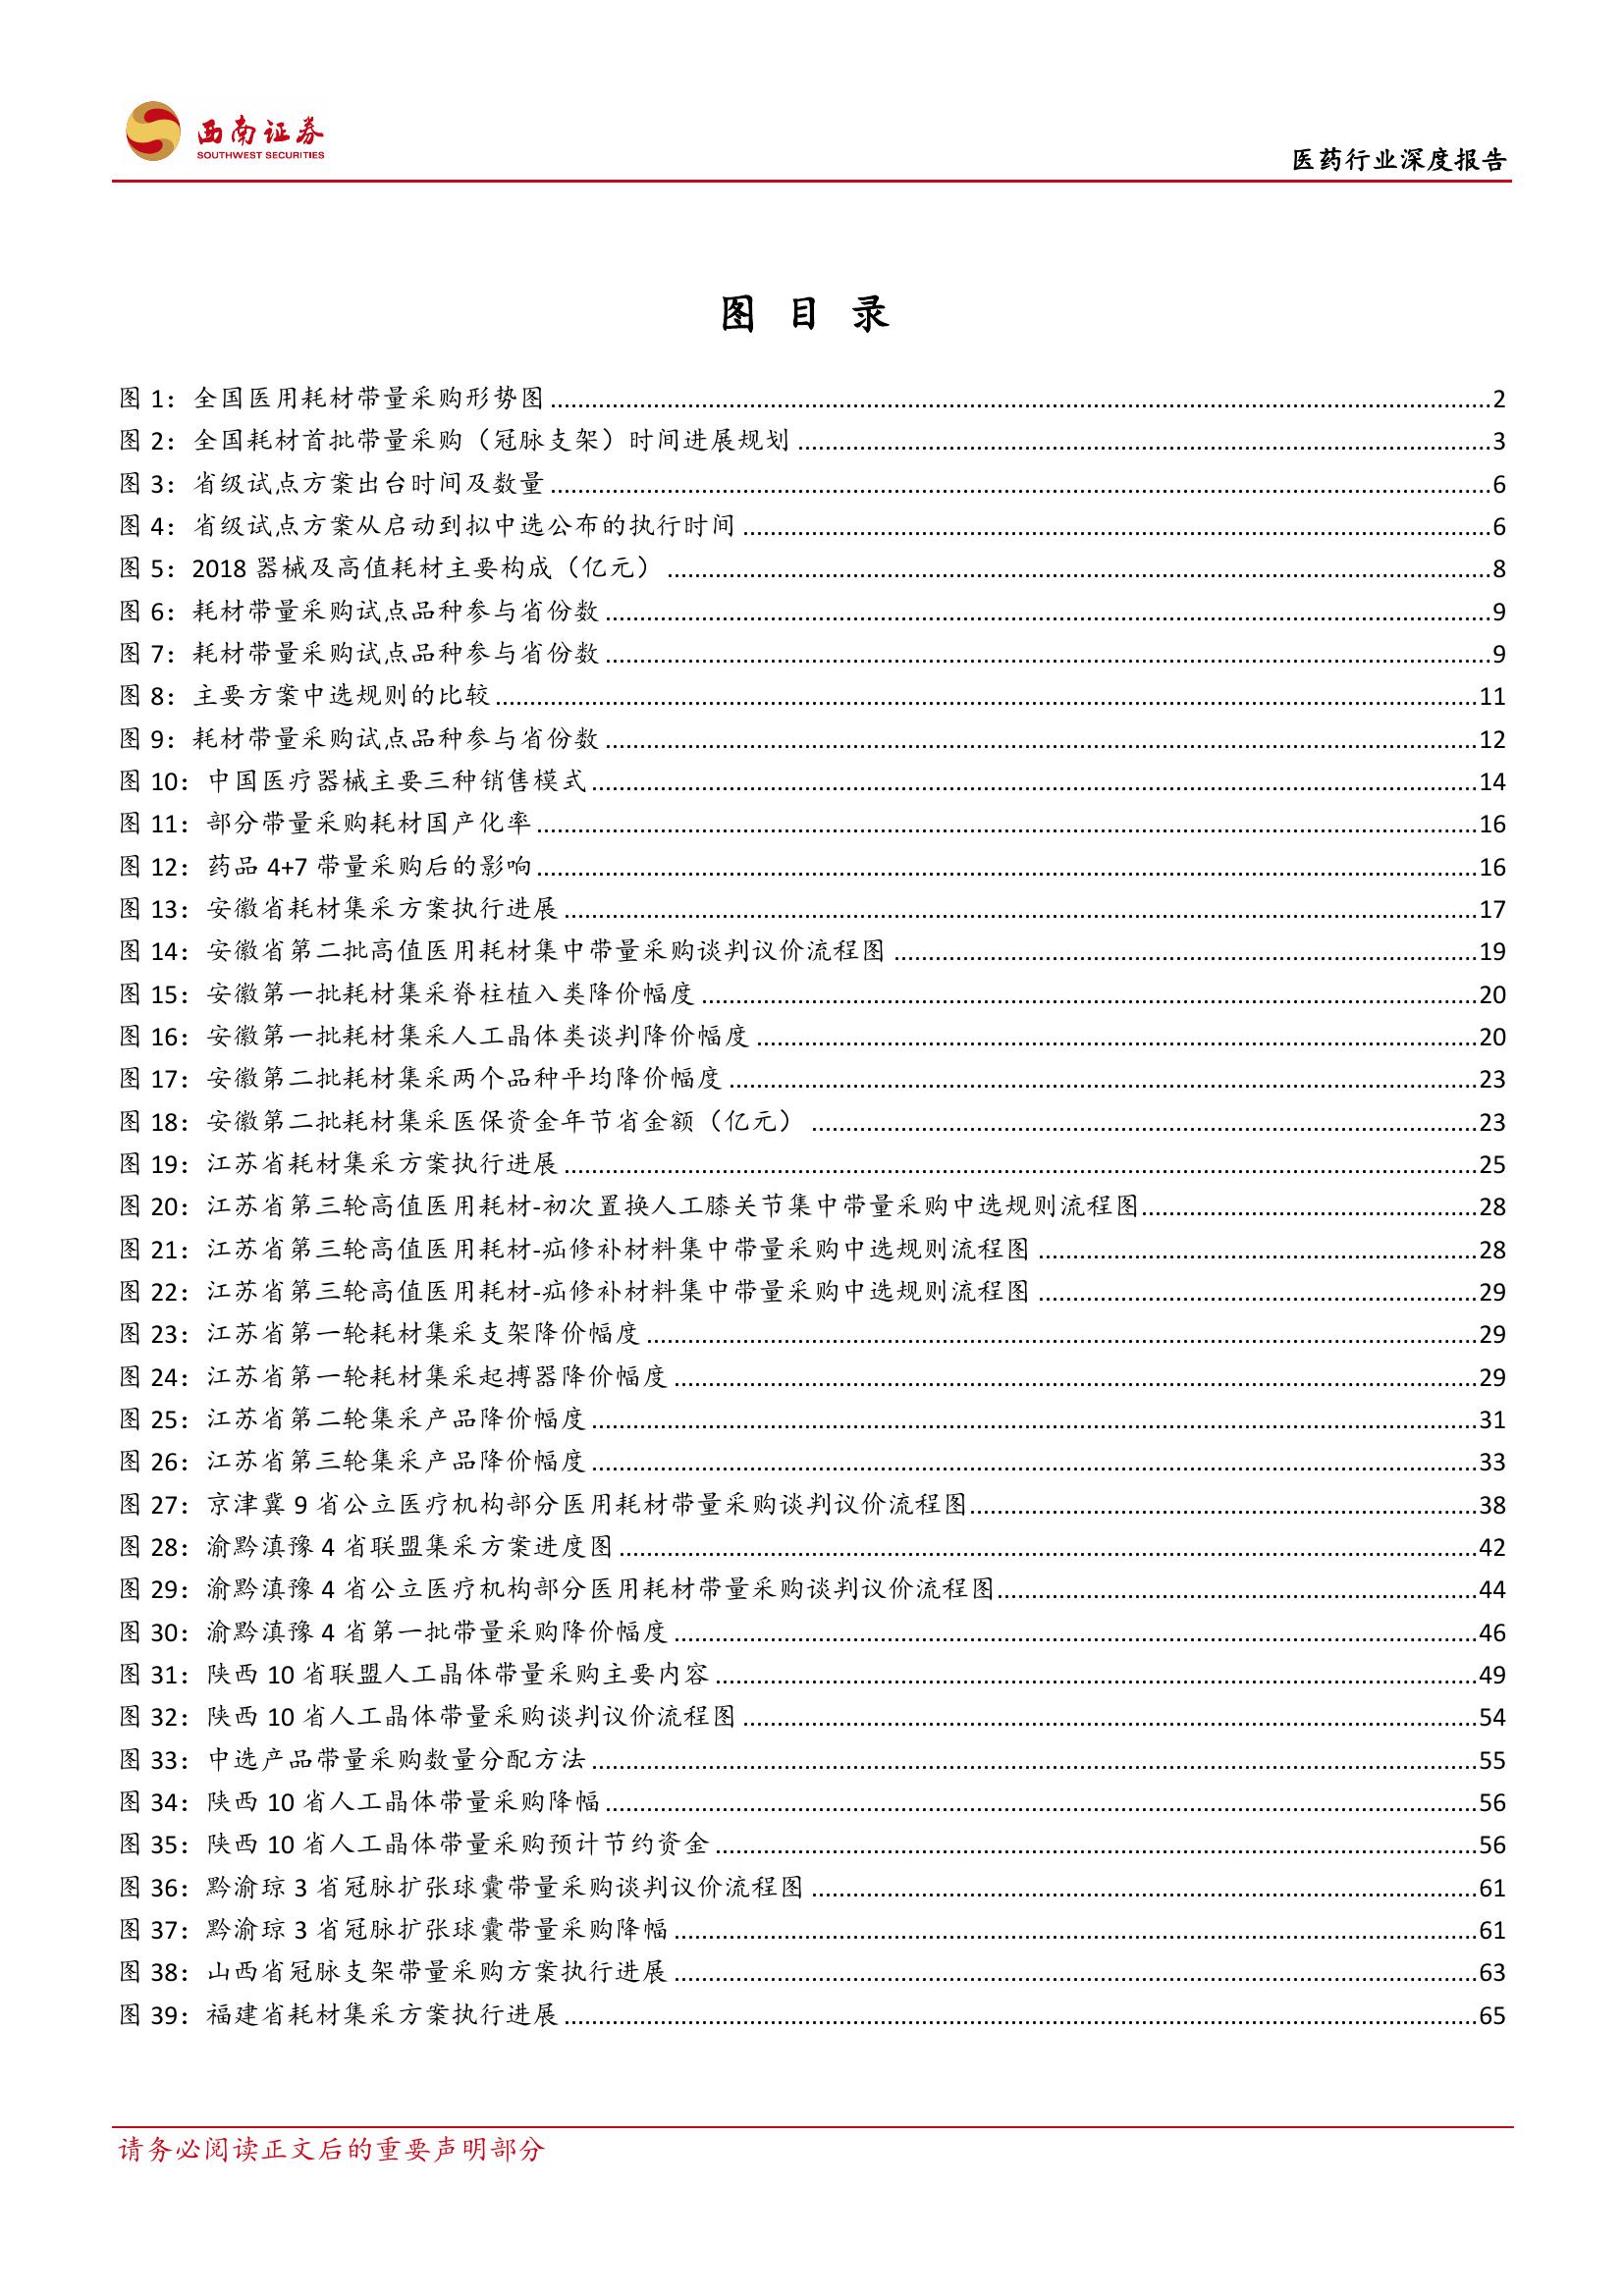 西南证券
SOUTHWEST SECURITIES
医药行业深度报告
图 目 录
图 1：全国医用耗材带量采购形势图 2
图 2：全国耗材首批带量采购（冠脉支架）时间进展规划 3
图 3：省级试点方案出台时间及数量 6
图 4：省级试点方案从启动到拟中选公布的执行时间 6
图 5：2018 器械及高值耗材主要构成（亿元） 8
图 6：耗材带量采购试点品种参与省份数 9
图 7：耗材带量采购试点品种参与省份数 9
图 8：主要方案中选规则的比较 11
图 9：耗材带量采购试点品种参与省份数 12
图 10：中国医疗器械主要三种销售模式 14
图 11：部分带量采购耗材国产化率 16
图 12：药品 4+7 带量采购后的影响 16
图 13：安徽省耗材集采方案执行进展 17
图 14：安徽省第二批高值医用耗材集中带量采购谈判议价流程图 19
图 15：安徽第一批耗材集采脊柱植入类降价幅度 20
图 16：安徽第一批耗材集采人工晶体类谈判降价幅度 20
图 17：安徽第二批耗材集采两个品种平均降价幅度 23
图 18：安徽第二批耗材集采医保资金年节省金额（亿元） 23
图 19：江苏省耗材集采方案执行进展 25
图 20：江苏省第三轮高值医用耗材-初次置换人工膝关节集中带量采购中选规则流程图 28
图 21：江苏省第三轮高值医用耗材-疝修补材料集中带量采购中选规则流程图 28
图 22：江苏省第三轮高值医用耗材-疝修补材料集中带量采购中选规则流程图 29
图 23：江苏省第一轮耗材集采支架降价幅度 29
图 24：江苏省第一轮耗材集采起搏器降价幅度 29
图 25：江苏省第二轮集采产品降价幅度 31
图 26：江苏省第三轮集采产品降价幅度 33
图 27：京津冀 9 省公立医疗机构部分医用耗材带量采购谈判议价流程图 38
图 28：渝黔滇豫 4 省联盟集采方案进度图 42
图 29：渝黔滇豫 4 省公立医疗机构部分医用耗材带量采购谈判议价流程图 44
图 30：渝黔滇豫 4 省第一批带量采购降价幅度 46
图 31：陕西 10 省联盟人工晶体带量采购主要内容 49
图 32：陕西 10 省人工晶体带量采购谈判议价流程图 54
图 33：中选产品带量采购数量分配方法 55
图 34：陕西 10 省人工晶体带量采购降幅 56
图 35：陕西 10 省人工晶体带量采购预计节约资金 56
图 36：黔渝琼 3 省冠脉扩张球囊带量采购谈判议价流程图 61
图 37：黔渝琼 3 省冠脉扩张球囊带量采购降幅 61
图 38：山西省冠脉支架带量采购方案执行进展 63
图 39：福建省耗材集采方案执行进展 65
请务必阅读正文后的重要声明部分